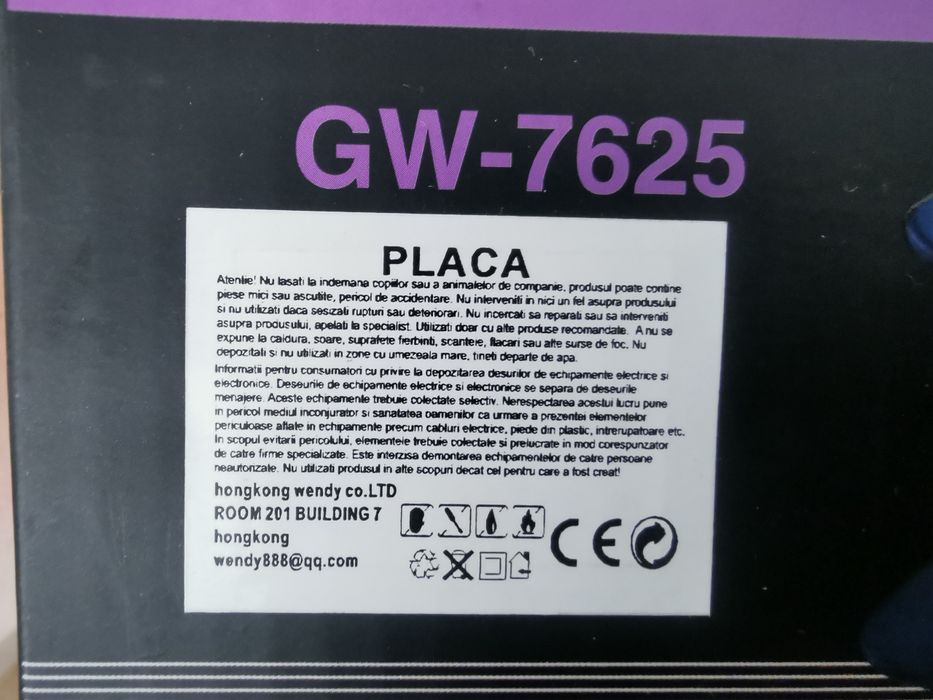 GW-7625
PLACA
Atentie! Nu lasati la indemana copiilor sau a animalelor de companie, produsul poate contine
piese mici sau ascutite, pericol de accidentare. Nu interveniti in nici un fel asupra produsului
si nu utilizati daca sesizati rupturi sau deteriorari. Nu incercati sa reparati sau sa interveniti
asupra produsului, apelati la specialist. Utilizati doar cu alte produse recomandate. A nu se
expune la caldura, soare, suprafete fierbinti, scanteie, flacari sau alte surse de foc. Nu
depozitati si nu utilizati in zone cu umezeala mare, tineti departe de apa.
Informatii pentru consumatori cu privire la depozitarea desurilor de echipamente electrice si
electronice. Deseurile de echipamente electrice si electronice se separa de deseurile
menajere. Aceste echipamente trebuie colectate selectiv. Nerespectarea acestui lucru pune
in pericol mediul inconjurator si sanatatea oamenilor ca urmare a prezentei elementelor
periculoase aflate in echipamente precum cabluri electrice, piede din plastic, intrerupatoare etc.
In scopul evitarii pericolului, elementele trebuie colectate si prelucrate in mod corespunzator
de catre firme specializate. Este interzisa demontarea echipamentelor de catre persoane
neautorizate. Nu utilizati produsul in alte scopuri decat cel pentru care a fost creat!
hongkong wendy co.LTD
ROOM 201 BUILDING 7
hongkong
wendy888@qq.com
CE